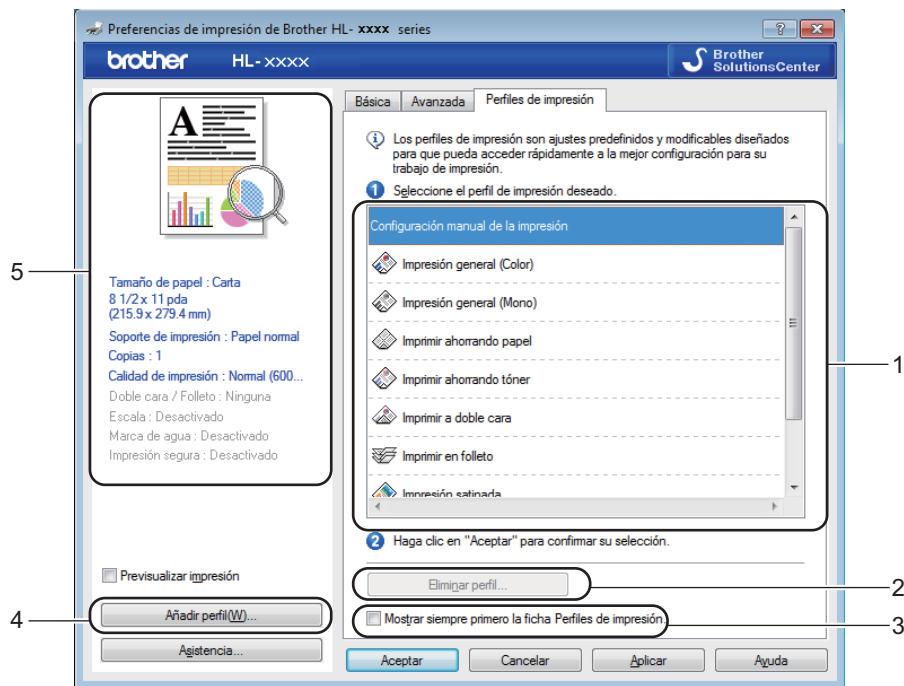 Preferencias de impresión de Brother HL- xxxx series
brother HL-xxxx
Brother
SolutionsCenter
A
Tamaño de papel : Carta
8 1/2 x 11 pda
(215.9 x 279.4 mm)
Soporte de impresión : Papel normal
Copias : 1
Calidad de impresión : Normal (600...
Doble cara / Folleto : Ninguna
Escala : Desactivado
Marca de agua : Desactivado
Impresión segura : Desactivado
5
Previsualizar impresión
4
Añadir perfil(W)...
Asistencia...
Básica Avanzada Perfiles de impresión
Los perfiles de impresión son ajustes predefinidos y modificables diseñados
para que pueda acceder rápidamente a la mejor configuración para su
trabajo de impresión.
1 Seleccione el perfil de impresión deseado.
Configuración manual de la impresión
Impresión general (Color)
Impresión general (Mono)
Imprimir ahorrando papel
Imprimir ahorrando tóner
Imprimir a doble cara
Imprimir en folleto
Impresión satinada
1
2 Haga clic en "Aceptar" para confirmar su selección.
Eliminar perfil...
2
Mostrar siempre primero la ficha Perfiles de impresión.
3
Aceptar Cancelar Aplicar Ayuda